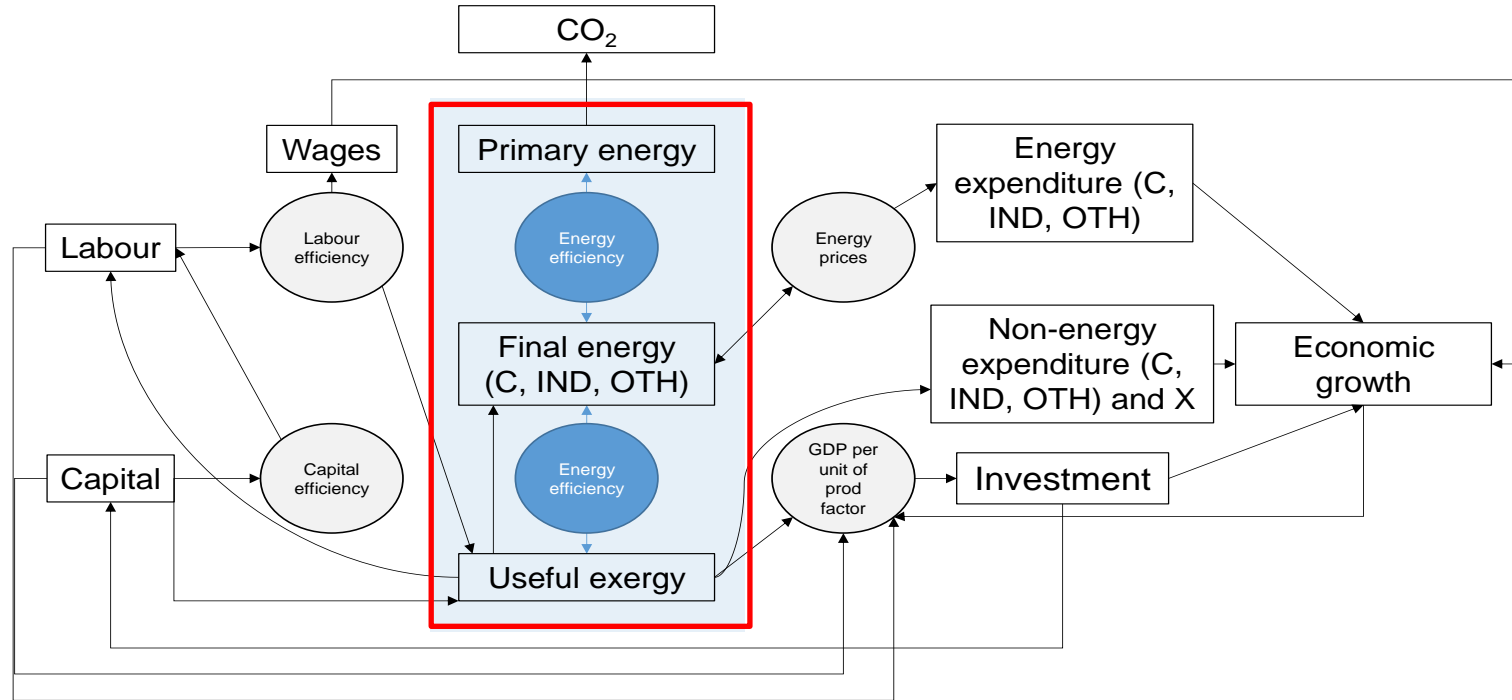 CO₂
Wages
Primary energy
Energy
expenditure (C,
IND, OTH)
Labour
Labour
efficiency
Energy
efficiency
Energy
prices
Final energy
(C, IND, OTH)
Non-energy
expenditure (C,
IND, OTH) and X
Economic
growth
Capital
Capital
efficiency
Energy
efficiency
GDP per
unit of
prod
factor
Investment
Useful exergy